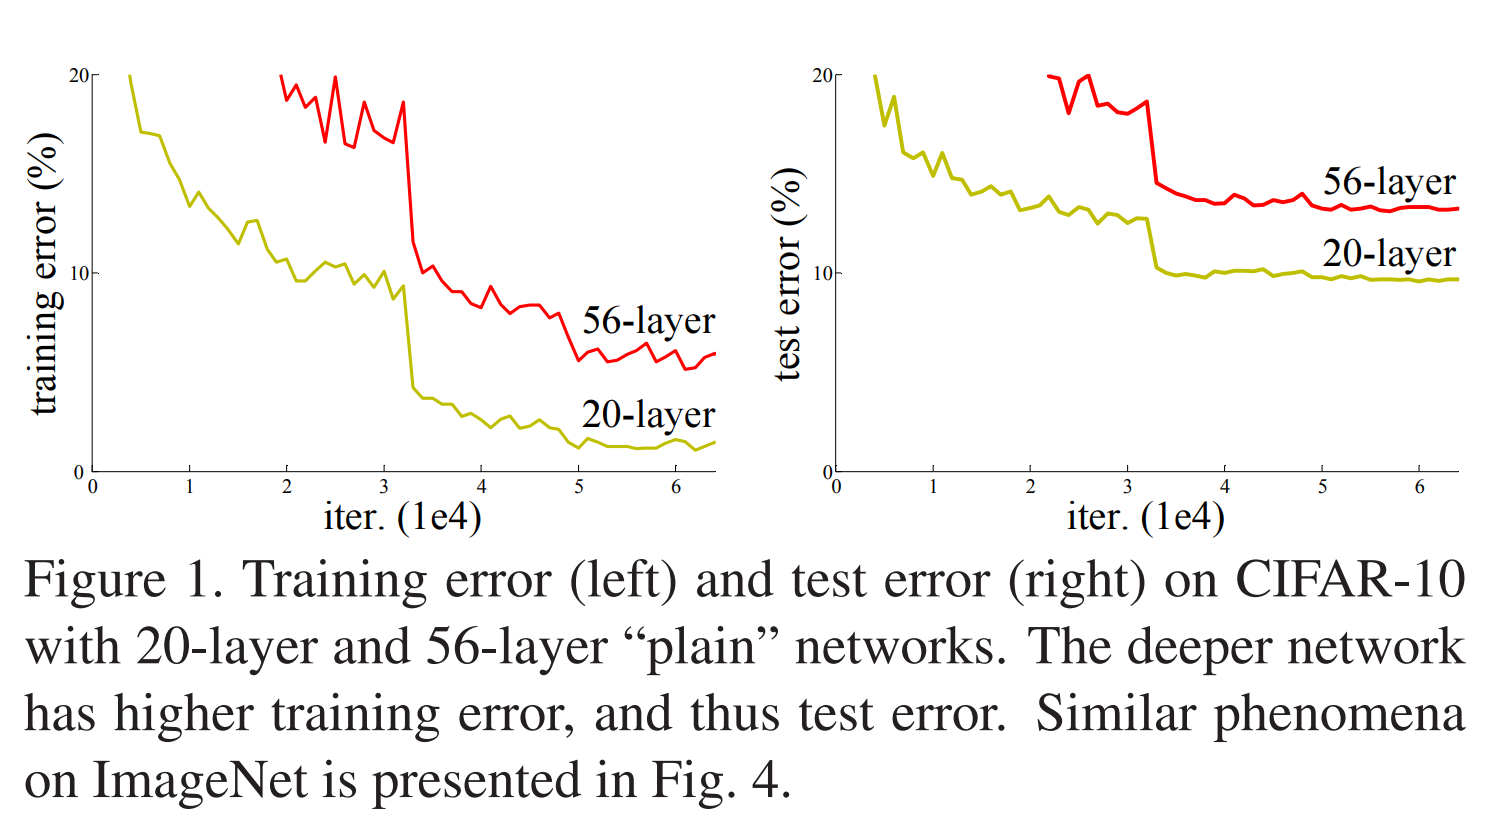 20
10
0
training error (%)
56-layer
20-layer
0 1 2 3 4 5 6
iter. (1e4)
20
10
0
test error (%)
56-layer
20-layer
0 1 2 3 4 5 6
iter. (1e4)
Figure 1. Training error (left) and test error (right) on CIFAR-10
with 20-layer and 56-layer “plain” networks. The deeper network
has higher training error, and thus test error. Similar phenomena
on ImageNet is presented in Fig. 4.